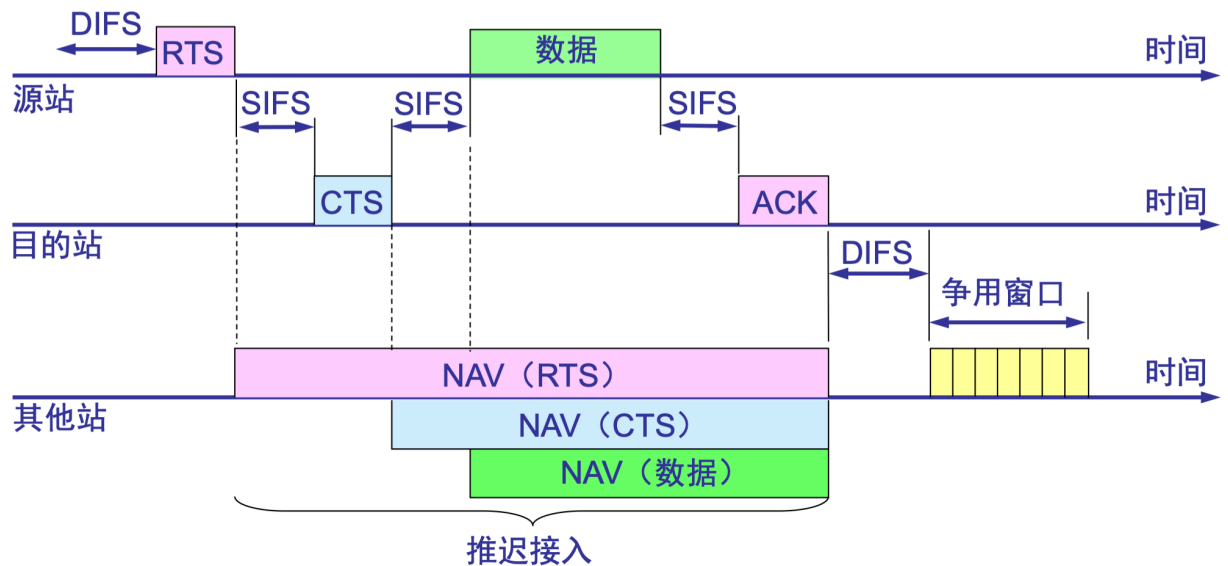 DIFS
RTS
数据
时间
源站
SIFS
SIFS
SIFS
CTS
ACK
时间
目的站
DIFS
争用窗口
NAV（RTS）
时间
其他站
NAV（CTS）
NAV（数据）
推迟接入